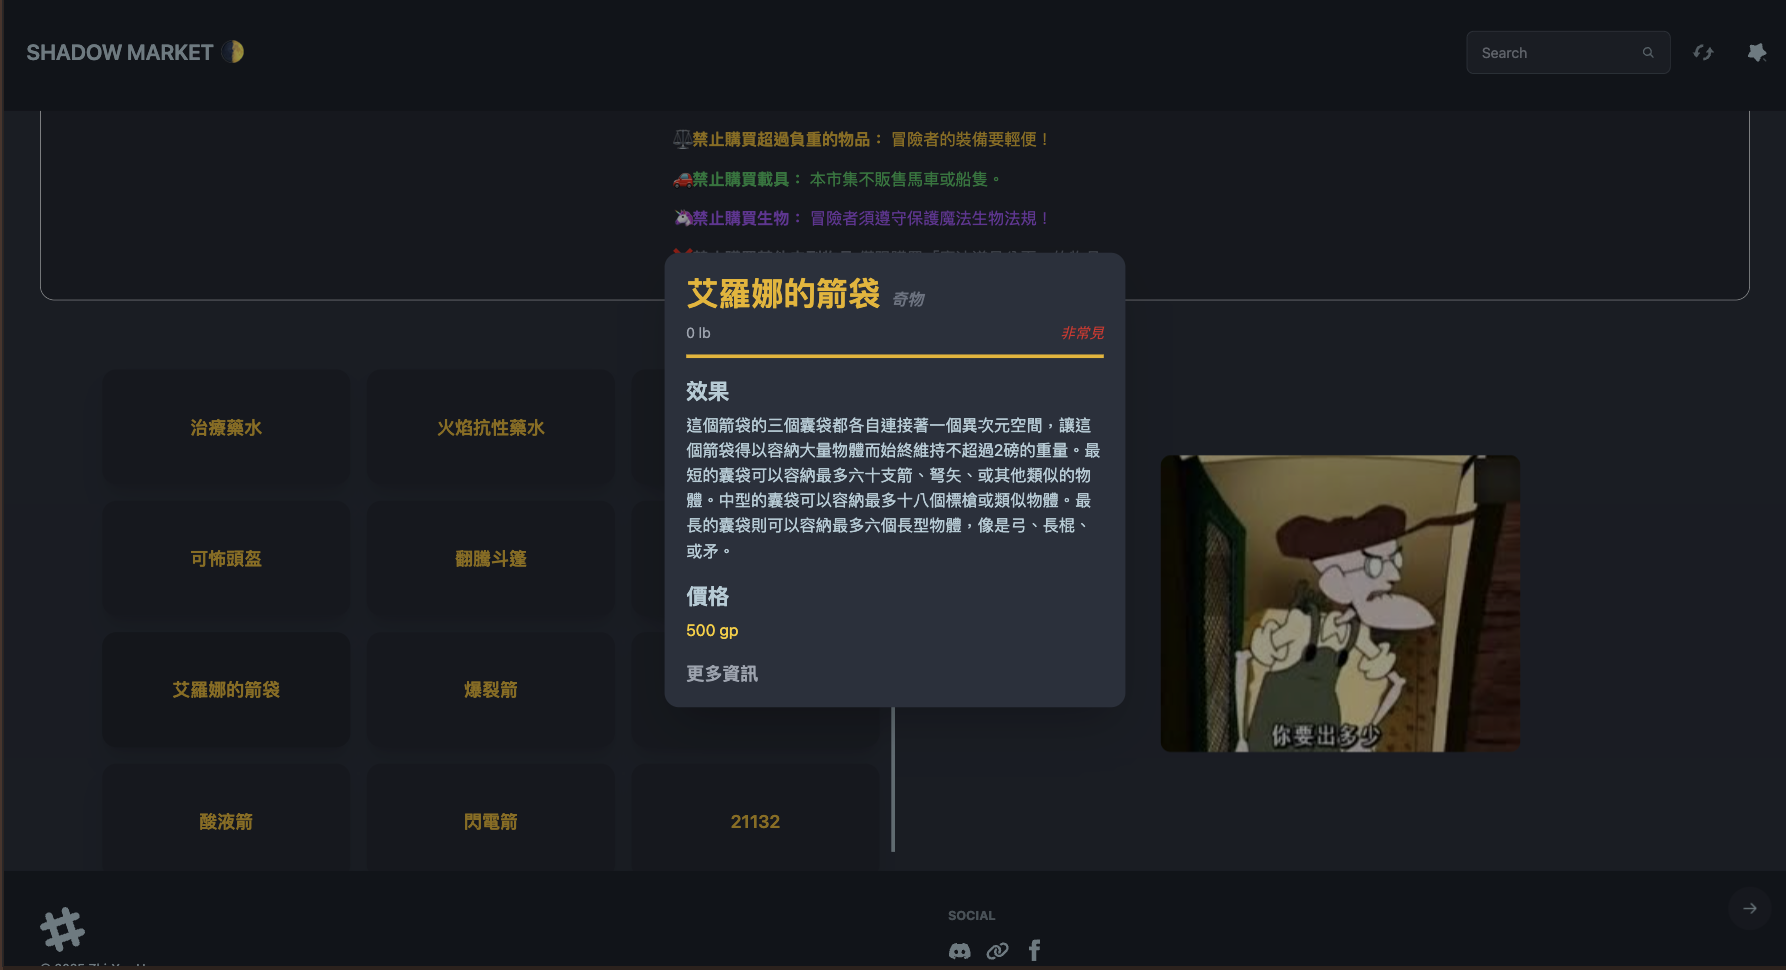 SHADOW MARKET
Search
禁止購買超過負重的物品： 冒險者的裝備要輕便！
禁止購買載具： 本市集不販售馬車或船隻。
禁止購買生物： 冒險者須遵守保護魔法生物法規！
艾羅娜的箭袋 奇物
0 lb
非常見
效果
這個箭袋的三個囊袋都各自連接著一個異次元空間，讓這
個箭袋得以容納大量物體而始終維持不超過2磅的重量。最
短的囊袋可以容納最多六十支箭、弩矢、或其他類似的物
體。中型的囊袋可以容納最多十八個標槍或類似物體。最
長的囊袋則可以容納最多六個長型物體，像是弓、長棍、
或矛。
價格
500 gp
更多資訊
治療藥水
火焰抗性藥水
可怖頭盔
翻騰斗篷
艾羅娜的箭袋
爆裂箭
酸液箭
閃電箭
21132
你要出多少
SOCIAL